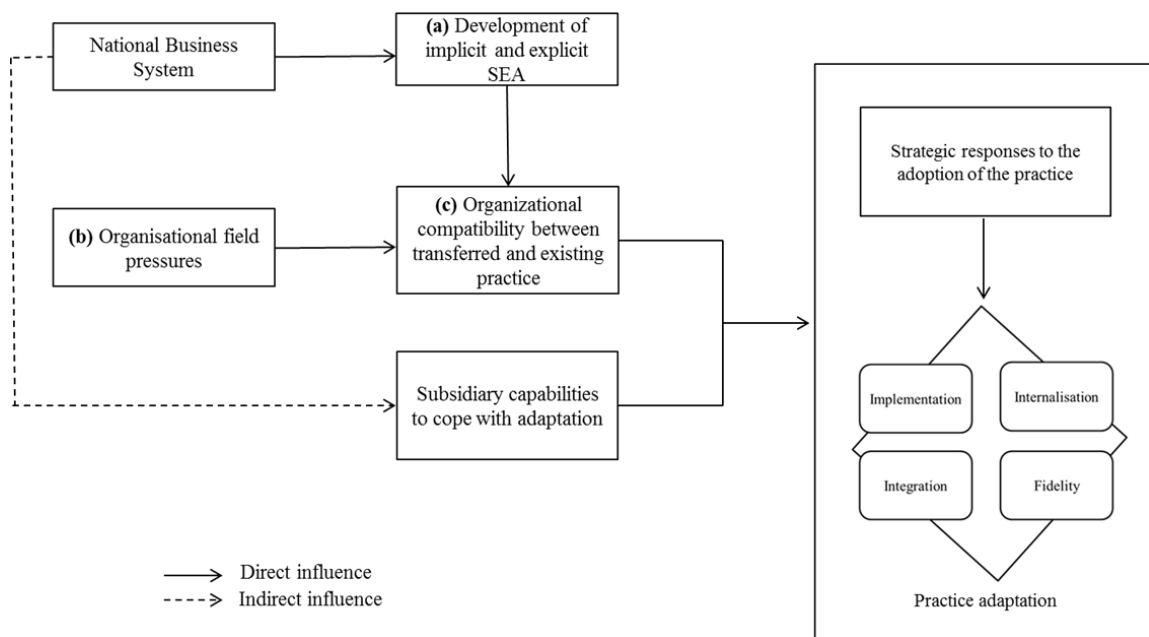 National Business
System
(a) Development of
implicit and explicit
SEA
(b) Organisational field
pressures
(c) Organizational
compatibility between
transferred and existing
practice
Subsidiary capabilities
to cope with adaptation
Strategic responses to the
adoption of the practice
Implementation
Internalisation
Integration
Fidelity
Practice adaptation
Direct influence
Indirect influence